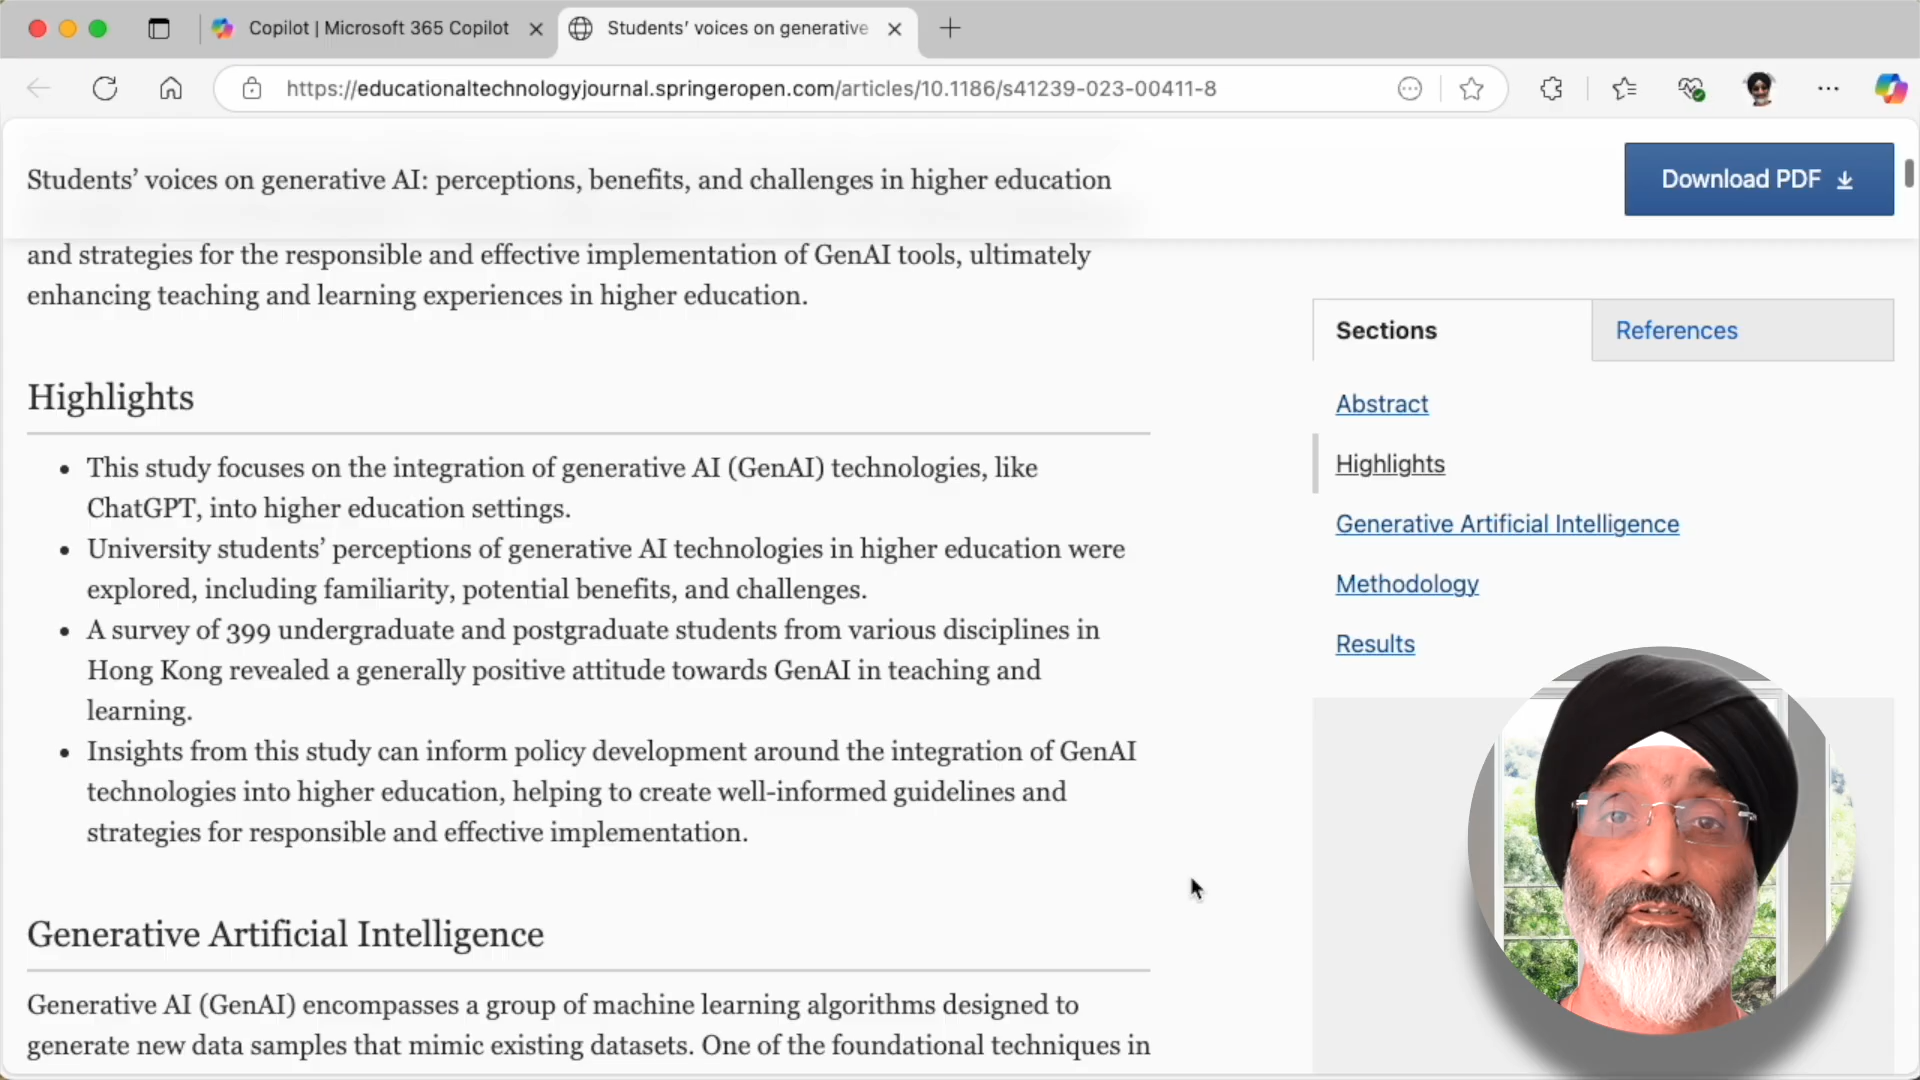 Copilot | Microsoft 365 Copilot
Students’ voices on generative
https://educationaltechnologyjournal.springeropen.com/articles/10.1186/s41239-023-00411-8
Students’ voices on generative AI: perceptions, benefits, and challenges in higher education
Download PDF
and strategies for the responsible and effective implementation of GenAI tools, ultimately
enhancing teaching and learning experiences in higher education.
Highlights
• This study focuses on the integration of generative AI (GenAI) technologies, like
ChatGPT, into higher education settings.
• University students’ perceptions of generative AI technologies in higher education were
explored, including familiarity, potential benefits, and challenges.
• A survey of 399 undergraduate and postgraduate students from various disciplines in
Hong Kong revealed a generally positive attitude towards GenAI in teaching and
learning.
• Insights from this study can inform policy development around the integration of GenAI
technologies into higher education, helping to create well-informed guidelines and
strategies for responsible and effective implementation.
Generative Artificial Intelligence
Generative AI (GenAI) encompasses a group of machine learning algorithms designed to
generate new data samples that mimic existing datasets. One of the foundational techniques in
Sections
References
Abstract
Highlights
Generative Artificial Intelligence
Methodology
Results